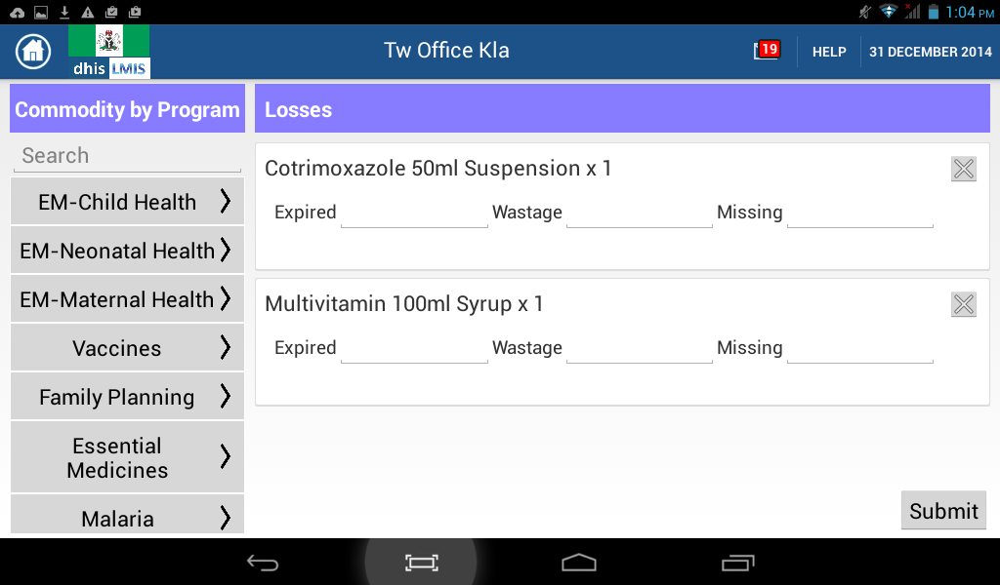 1:04 PM
dhis LMIS
Tw Office Kla
19
HELP
31 DECEMBER 2014
Commodity by Program
Search
EM-Child Health
EM-Neonatal Health
EM-Maternal Health
Vaccines
Family Planning
Essential
Medicines
Malaria
Losses
Cotrimoxazole 50ml Suspension x 1
Expired Wastage Missing
Multivitamin 100ml Syrup x 1
Expired Wastage Missing
Submit